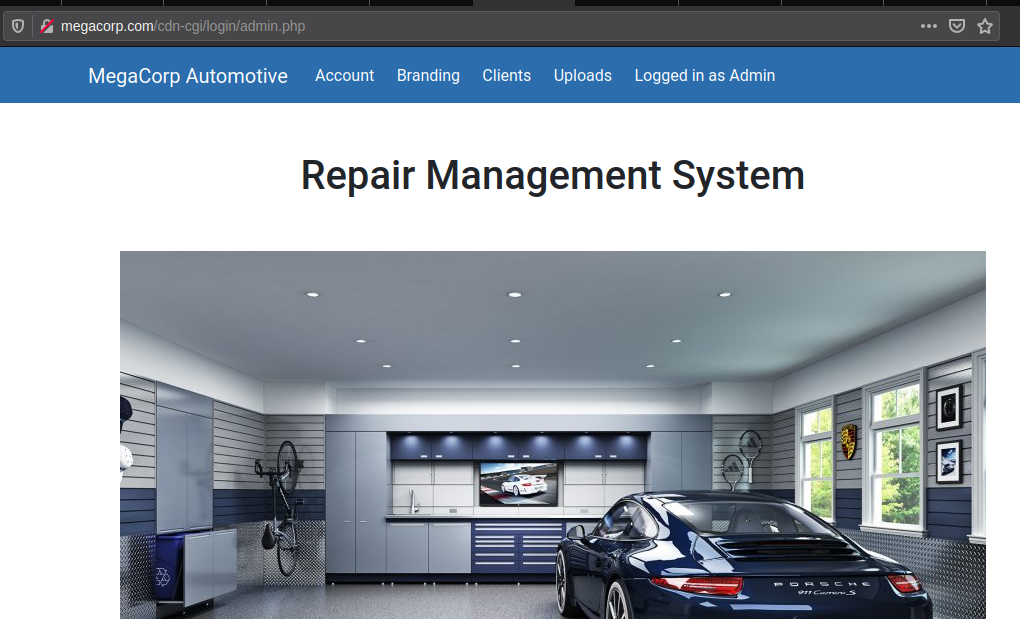 megacorp.com/cdn-cgi/login/admin.php
MegaCorp Automotive Account Branding Clients Uploads Logged in as Admin
Repair Management System
PORSCHE
911 Carrera S